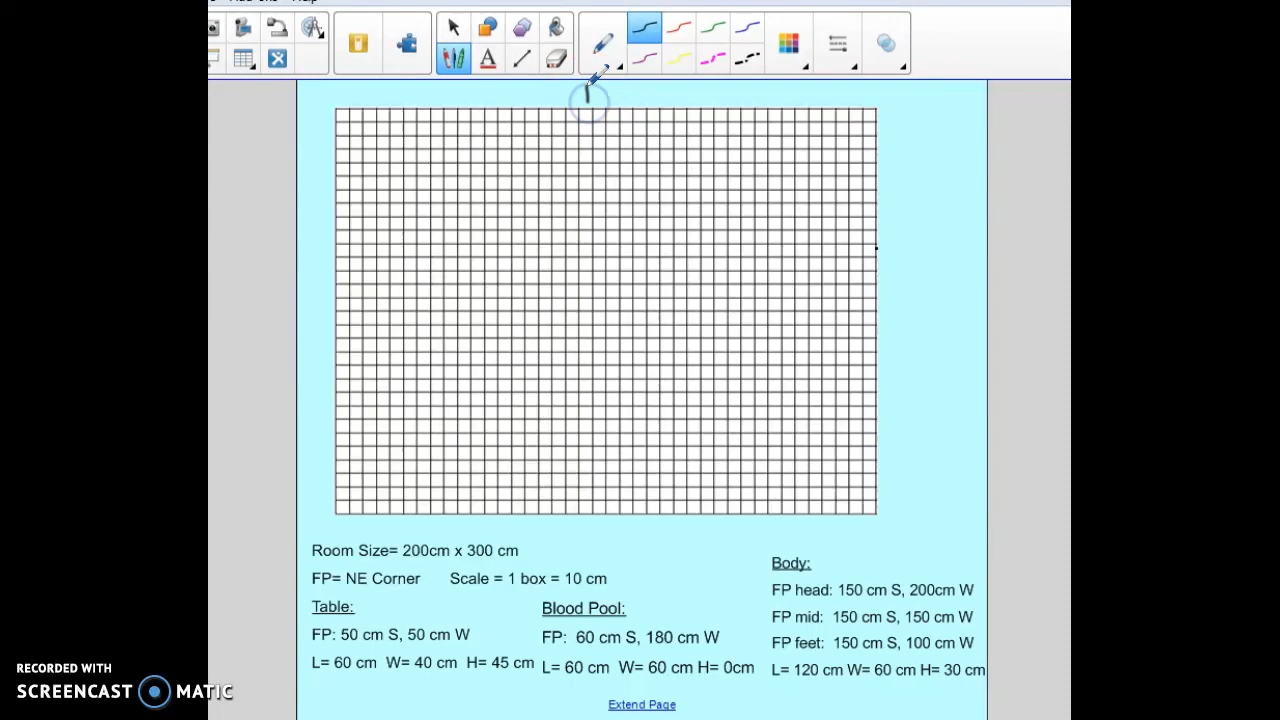 Add-Ons Help
Room Size= 200cm x 300 cm
FP= NE Corner Scale = 1 box = 10 cm
Table:
FP: 50 cm S, 50 cm W
L= 60 cm W= 40 cm H= 45 cm
Blood Pool:
FP: 60 cm S, 180 cm W
L= 60 cm W= 60 cm H= 0cm
Body:
FP head: 150 cm S, 200cm W
FP mid: 150 cm S, 150 cm W
FP feet: 150 cm S, 100 cm W
L= 120 cm W= 60 cm H= 30 cm
Extend Page
RECORDED WITH
SCREENCAST MATIC